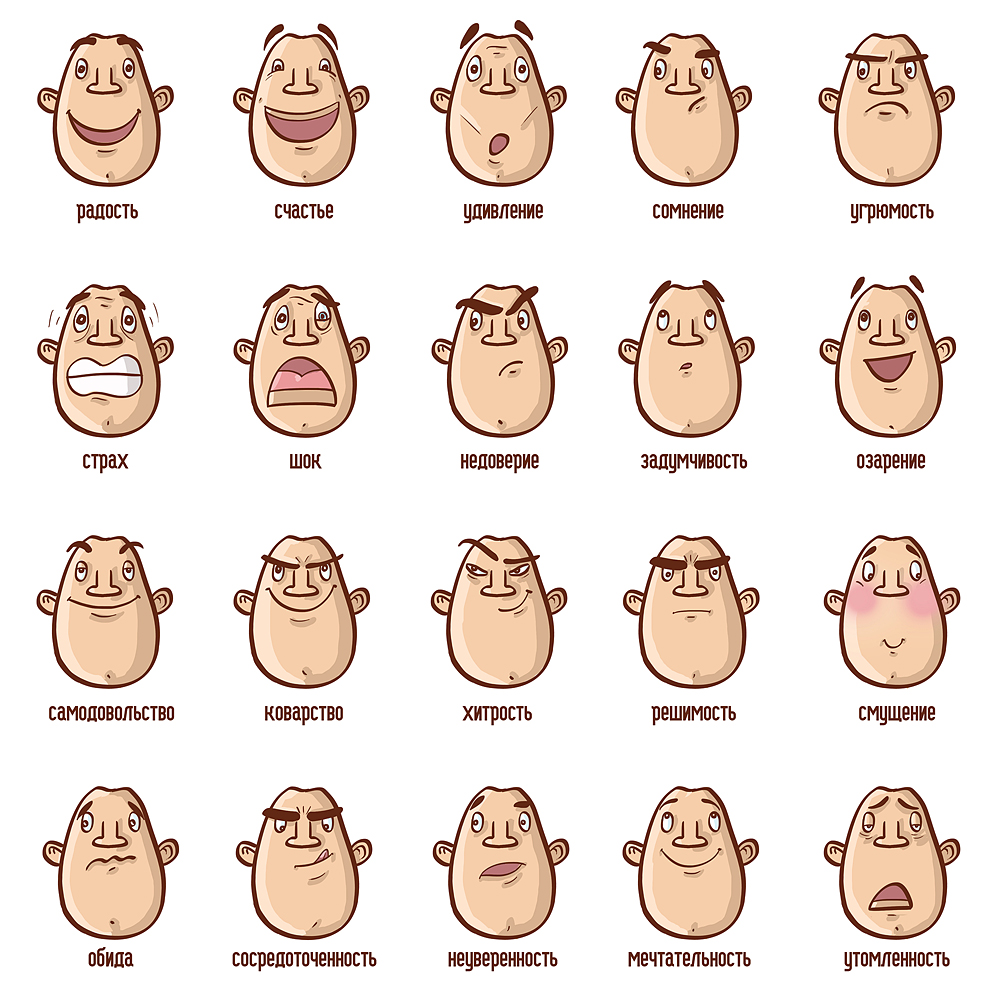 радость
счастье
удивление
сомнение
угрюмость
страх
шок
недоверие
задумчивость
озарение
самодовольство
коварство
хитрость
решимость
смущение
обида
сосредоточенность
неуверенность
мечтательность
утомленность